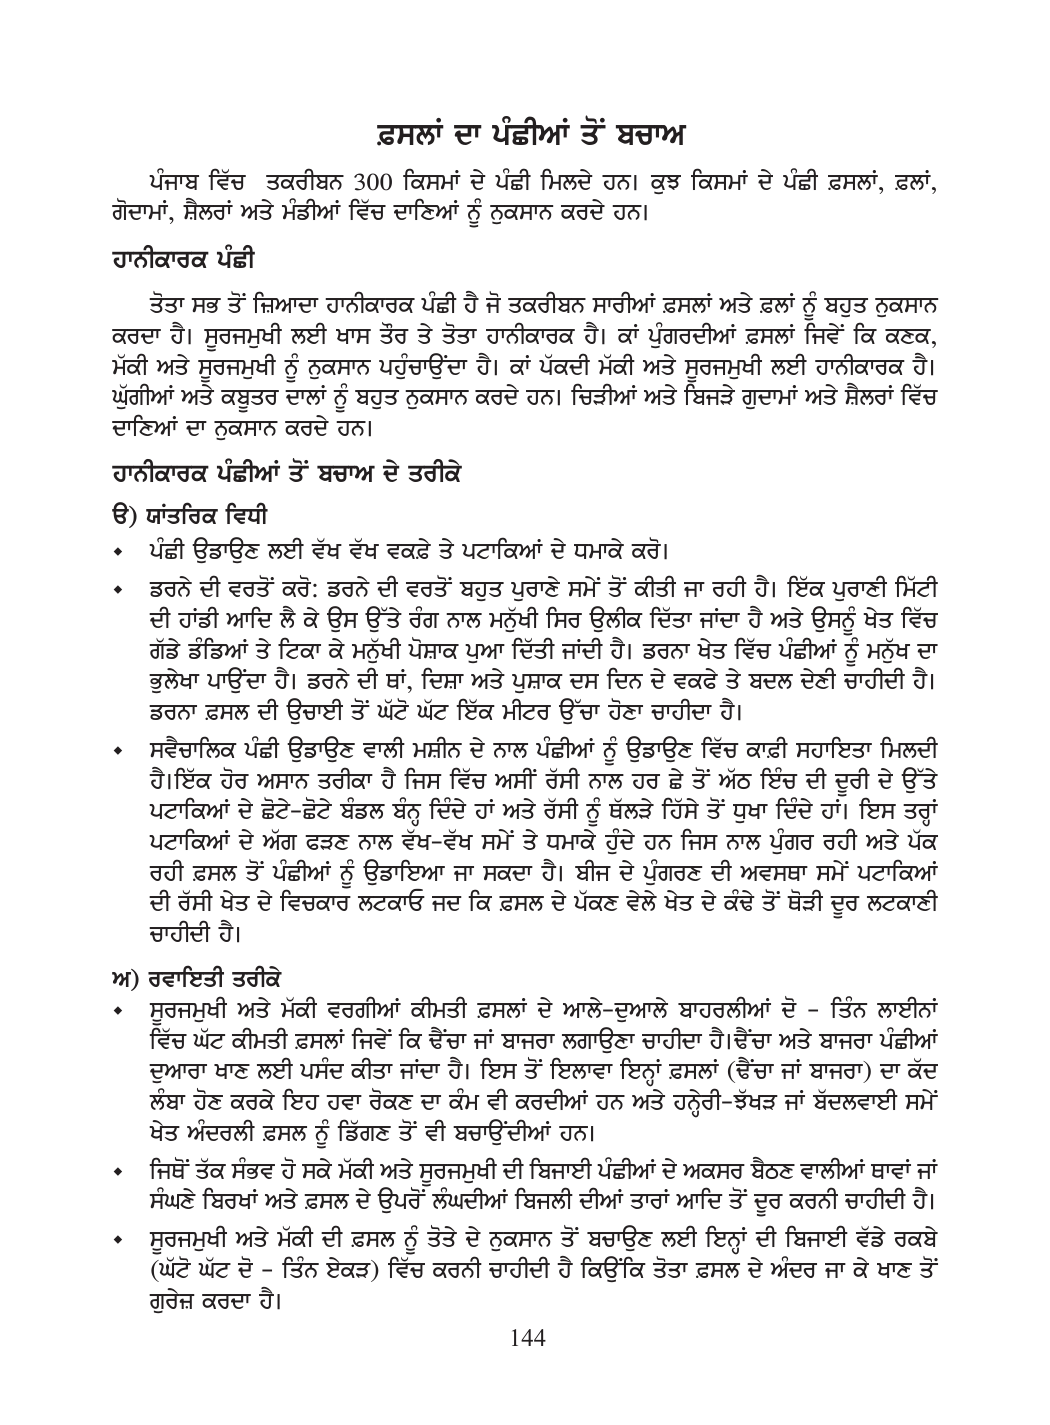 ਫ਼ਸਲਾਂ ਦਾ ਪੰਛੀਆਂ ਤੋਂ ਬਚਾਅ
ਪੰਜਾਬ ਵਿੱਚ ਤਕਰੀਬਨ 300 ਕਿਸਮਾਂ ਦੇ ਪੰਛੀ ਮਿਲਦੇ ਹਨ। ਕੁਝ ਕਿਸਮਾਂ ਦੇ ਪੰਛੀ ਫ਼ਸਲਾਂ, ਫ਼ਲਾਂ,
ਗੋਦਾਮਾਂ, ਸ਼ੈਲਰਾਂ ਅਤੇ ਮੰਡੀਆਂ ਵਿੱਚ ਦਾਣਿਆਂ ਨੂੰ ਨੁਕਸਾਨ ਕਰਦੇ ਹਨ।
ਹਾਨੀਕਾਰਕ ਪੰਛੀ
ਤੋਤਾ ਸਭ ਤੋਂ ਜ਼ਿਆਦਾ ਹਾਨੀਕਾਰਕ ਪੰਛੀ ਹੈ ਜੋ ਤਕਰੀਬਨ ਸਾਰੀਆਂ ਫ਼ਸਲਾਂ ਅਤੇ ਫ਼ਲਾਂ ਨੂੰ ਬਹੁਤ ਨੁਕਸਾਨ
ਕਰਦਾ ਹੈ। ਸੂਰਜਮੁਖੀ ਲਈ ਖਾਸ ਤੌਰ ਤੇ ਤੋਤਾ ਹਾਨੀਕਾਰਕ ਹੈ। ਕਾਂ ਪੁੰਗਰਦੀਆਂ ਫ਼ਸਲਾਂ ਜਿਵੇਂ ਕਿ ਕਣਕ,
ਮੱਕੀ ਅਤੇ ਸੂਰਜਮੁਖੀ ਨੂੰ ਨੁਕਸਾਨ ਪਹੁੰਚਾਉਂਦਾ ਹੈ। ਕਾਂ ਪੱਕਦੀ ਮੱਕੀ ਅਤੇ ਸੂਰਜਮੁਖੀ ਲਈ ਹਾਨੀਕਾਰਕ ਹੈ।
ਘੁੱਗੀਆਂ ਅਤੇ ਕਬੂਤਰ ਦਾਲਾਂ ਨੂੰ ਬਹੁਤ ਨੁਕਸਾਨ ਕਰਦੇ ਹਨ। ਚਿੜੀਆਂ ਅਤੇ ਬਿਜੜੇ ਗੁਦਾਮਾਂ ਅਤੇ ਸ਼ੈਲਰਾਂ ਵਿੱਚ
ਦਾਣਿਆਂ ਦਾ ਨੁਕਸਾਨ ਕਰਦੇ ਹਨ।
ਹਾਨੀਕਾਰਕ ਪੰਛੀਆਂ ਤੋਂ ਬਚਾਅ ਦੇ ਤਰੀਕੇ
ੳ) ਯਾਂਤਰਿਕ ਵਿਧੀ
⬩ ਪੰਛੀ ਉਡਾਉਣ ਲਈ ਵੱਖ ਵੱਖ ਵਕਫ਼ੇ ਤੇ ਪਟਾਕਿਆਂ ਦੇ ਧਮਾਕੇ ਕਰੋ।
⬩ ਡਰਨੇ ਦੀ ਵਰਤੋਂ ਕਰੋ: ਡਰਨੇ ਦੀ ਵਰਤੋਂ ਬਹੁਤ ਪੁਰਾਣੇ ਸਮੇਂ ਤੋਂ ਕੀਤੀ ਜਾ ਰਹੀ ਹੈ। ਇੱਕ ਪੁਰਾਣੀ ਮਿੱਟੀ
ਦੀ ਹਾਂਡੀ ਆਦਿ ਲੈ ਕੇ ਉਸ ਉੱਤੇ ਰੰਗ ਨਾਲ ਮਨੁੱਖੀ ਸਿਰ ਉਲੀਕ ਦਿੱਤਾ ਜਾਂਦਾ ਹੈ ਅਤੇ ਉਸਨੂੰ ਖੇਤ ਵਿੱਚ
ਗੱਡੇ ਡੰਡਿਆਂ ਤੇ ਟਿਕਾ ਕੇ ਮਨੁੱਖੀ ਪੋਸ਼ਾਕ ਪੁਆ ਦਿੱਤੀ ਜਾਂਦੀ ਹੈ। ਡਰਨਾ ਖੇਤ ਵਿੱਚ ਪੰਛੀਆਂ ਨੂੰ ਮਨੁੱਖ ਦਾ
ਭੁਲੇਖਾ ਪਾਉਂਦਾ ਹੈ। ਡਰਨੇ ਦੀ ਥਾਂ, ਦਿਸ਼ਾ ਅਤੇ ਪੁਸ਼ਾਕ ਦਸ ਦਿਨ ਦੇ ਵਕਫੇ ਤੇ ਬਦਲ ਦੇਣੀ ਚਾਹੀਦੀ ਹੈ।
ਡਰਨਾ ਫ਼ਸਲ ਦੀ ਉਚਾਈ ਤੋਂ ਘੱਟੋ ਘੱਟ ਇੱਕ ਮੀਟਰ ਉੱਚਾ ਹੋਣਾ ਚਾਹੀਦਾ ਹੈ।
⬩ ਸਵੈਚਾਲਿਕ ਪੰਛੀ ਉਡਾਉਣ ਵਾਲੀ ਮਸ਼ੀਨ ਦੇ ਨਾਲ ਪੰਛੀਆਂ ਨੂੰ ਉਡਾਉਣ ਵਿੱਚ ਕਾਫ਼ੀ ਸਹਾਇਤਾ ਮਿਲਦੀ
ਹੈ।ਇੱਕ ਹੋਰ ਅਸਾਨ ਤਰੀਕਾ ਹੈ ਜਿਸ ਵਿੱਚ ਅਸੀਂ ਰੱਸੀ ਨਾਲ ਹਰ ਛੇ ਤੋਂ ਅੱਠ ਇੰਚ ਦੀ ਦੂਰੀ ਦੇ ਉੱਤੇ
ਪਟਾਕਿਆਂ ਦੇ ਛੋਟੇ-ਛੋਟੇ ਬੰਡਲ ਬੰਨ੍ਹ ਦਿੰਦੇ ਹਾਂ ਅਤੇ ਰੱਸੀ ਨੂੰ ਥੱਲੜੇ ਹਿੱਸੇ ਤੋਂ ਧੁਖਾ ਦਿੰਦੇ ਹਾਂ। ਇਸ ਤਰ੍ਹਾਂ
ਪਟਾਕਿਆਂ ਦੇ ਅੱਗ ਫੜਣ ਨਾਲ ਵੱਖ-ਵੱਖ ਸਮੇਂ ਤੇ ਧਮਾਕੇ ਹੁੰਦੇ ਹਨ ਜਿਸ ਨਾਲ ਪੁੰਗਰ ਰਹੀ ਅਤੇ ਪੱਕ
ਰਹੀ ਫ਼ਸਲ ਤੋਂ ਪੰਛੀਆਂ ਨੂੰ ਉਡਾਇਆ ਜਾ ਸਕਦਾ ਹੈ। ਬੀਜ ਦੇ ਪੁੰਗਰਣ ਦੀ ਅਵਸਥਾ ਸਮੇਂ ਪਟਾਕਿਆਂ
ਦੀ ਰੱਸੀ ਖੇਤ ਦੇ ਵਿਚਕਾਰ ਲਟਕਾਓ ਜਦ ਕਿ ਫ਼ਸਲ ਦੇ ਪੱਕਣ ਵੇਲੇ ਖੇਤ ਦੇ ਕੰਢੇ ਤੋਂ ਥੋੜੀ ਦੂਰ ਲਟਕਾਣੀ
ਚਾਹੀਦੀ ਹੈ।
ਅ) ਰਵਾਇਤੀ ਤਰੀਕੇ
⬩ ਸੂਰਜਮੁਖੀ ਅਤੇ ਮੱਕੀ ਵਰਗੀਆਂ ਕੀਮਤੀ ਫ਼ਸਲਾਂ ਦੇ ਆਲੇ-ਦੁਆਲੇ ਬਾਹਰਲੀਆਂ ਦੋ - ਤਿੰਨ ਲਾਈਨਾਂ
ਵਿੱਚ ਘੱਟ ਕੀਮਤੀ ਫ਼ਸਲਾਂ ਜਿਵੇਂ ਕਿ ਢੈਂਚਾ ਜਾਂ ਬਾਜਰਾ ਲਗਾਉਣਾ ਚਾਹੀਦਾ ਹੈ।ਢੈਂਚਾ ਅਤੇ ਬਾਜਰਾ ਪੰਛੀਆਂ
ਦੁਆਰਾ ਖਾਣ ਲਈ ਪਸੰਦ ਕੀਤਾ ਜਾਂਦਾ ਹੈ। ਇਸ ਤੋਂ ਇਲਾਵਾ ਇਨ੍ਹਾਂ ਫ਼ਸਲਾਂ (ਢੈਂਚਾ ਜਾਂ ਬਾਜਰਾ) ਦਾ ਕੱਦ
ਲੰਬਾ ਹੋਣ ਕਰਕੇ ਇਹ ਹਵਾ ਰੋਕਣ ਦਾ ਕੰਮ ਵੀ ਕਰਦੀਆਂ ਹਨ ਅਤੇ ਹਨ੍ਹੇਰੀ-ਝੱਖੜ ਜਾਂ ਬੱਦਲਵਾਈ ਸਮੇਂ
ਖੇਤ ਅੰਦਰਲੀ ਫ਼ਸਲ ਨੂੰ ਡਿੱਗਣ ਤੋਂ ਵੀ ਬਚਾਉਂਦੀਆਂ ਹਨ।
⬩ ਜਿਥੋਂ ਤੱਕ ਸੰਭਵ ਹੋ ਸਕੇ ਮੱਕੀ ਅਤੇ ਸੂਰਜਮੁਖੀ ਦੀ ਬਿਜਾਈ ਪੰਛੀਆਂ ਦੇ ਅਕਸਰ ਬੈਠਣ ਵਾਲੀਆਂ ਥਾਵਾਂ ਜਾਂ
ਸੰਘਣੇ ਬਿਰਖਾਂ ਅਤੇ ਫ਼ਸਲ ਦੇ ਉਪਰੋਂ ਲੰਘਦੀਆਂ ਬਿਜਲੀ ਦੀਆਂ ਤਾਰਾਂ ਆਦਿ ਤੋਂ ਦੂਰ ਕਰਨੀ ਚਾਹੀਦੀ ਹੈ।
⬩ ਸੂਰਜਮੁਖੀ ਅਤੇ ਮੱਕੀ ਦੀ ਫ਼ਸਲ ਨੂੰ ਤੋਤੇ ਦੇ ਨੁਕਸਾਨ ਤੋਂ ਬਚਾਉਣ ਲਈ ਇਨ੍ਹਾਂ ਦੀ ਬਿਜਾਈ ਵੱਡੇ ਰਕਬੇ
(ਘੱਟੋ ਘੱਟ ਦੋ - ਤਿੰਨ ਏਕੜ) ਵਿੱਚ ਕਰਨੀ ਚਾਹੀਦੀ ਹੈ ਕਿਉਂਕਿ ਤੋਤਾ ਫ਼ਸਲ ਦੇ ਅੰਦਰ ਜਾ ਕੇ ਖਾਣ ਤੋਂ
ਗੁਰੇਜ਼ ਕਰਦਾ ਹੈ।
144